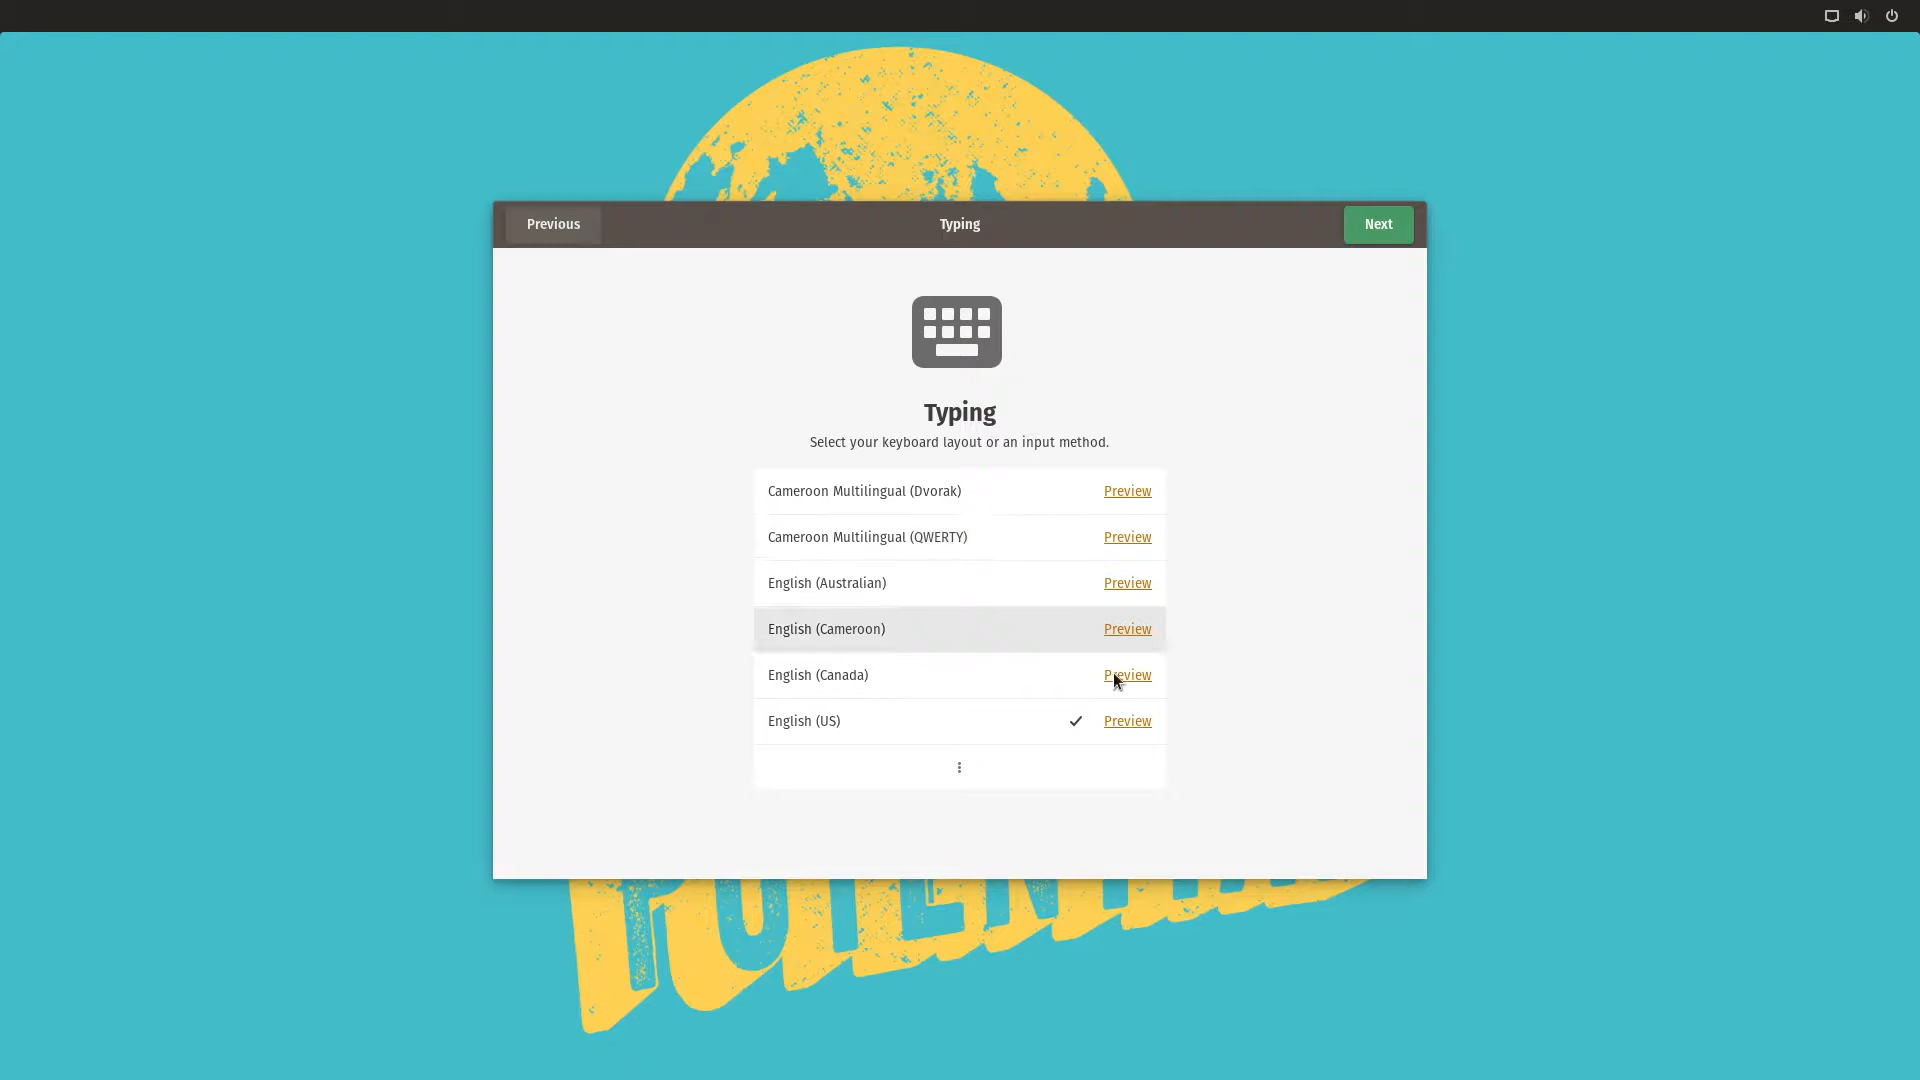 Previous
Typing
Next
Typing
Select your keyboard layout or an input method.
Cameroon Multilingual (Dvorak) Preview
Cameroon Multilingual (QWERTY) Preview
English (Australian) Preview
English (Cameroon) Preview
English (Canada) Preview
English (US) Preview